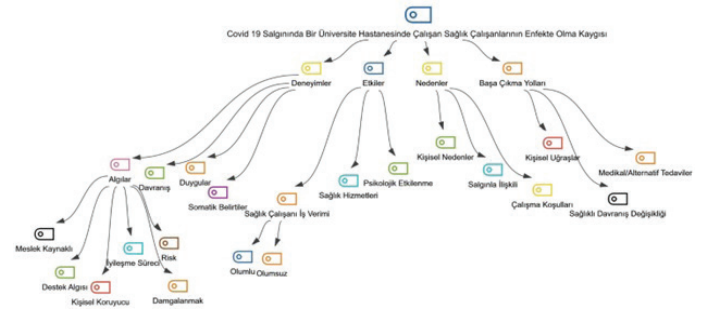 Covid 19 Salgınında Bir Üniversite Hastanesinde Çalışan Sağlık Çalışanlarının Enfekte Olma Kaygısı
Deneyimler
Etkiler
Nedenler
Başa Çıkma Yolları
Algılar
Davranış
Duygular
Somatik Belirtiler
Sağlık Çalışanı İş Verimi
Sağlık Hizmetleri
Psikolojik Etkilenme
Kişisel Nedenler
Salgınla İlişkili
Çalışma Koşulları
Kişisel Uğraşlar
Sağlıklı Davranış Değişikliği
Medikal/Alternatif Tedaviler
Meslek Kaynaklı
Destek Algısı
Kişisel Koruyucu
İyileşme Süreci
Risk
Damgalanmak
Olumlu
Olumsuz